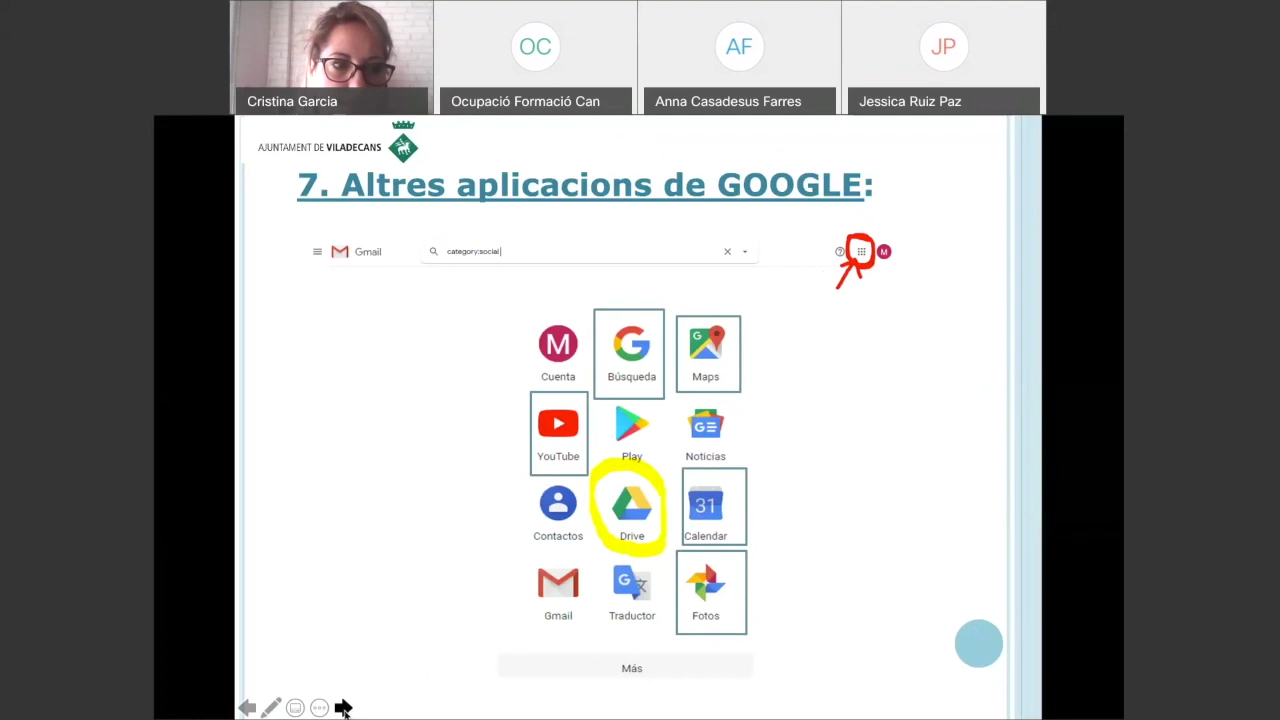 OC
AF
JP
Cristina Garcia
Ocupació Formació Can
Anna Casadesus Farres
Jessica Ruiz Paz
AJUNTAMENT DE VILADECANS
7. Altres aplicacions de GOOGLE:
Gmail
category:social
M
M
G
Cuenta
Búsqueda
Maps
GE
YouTube
Play
Noticias
31
Contactos
Drive
Calendar
G 文
Gmail
Traductor
Fotos
Más